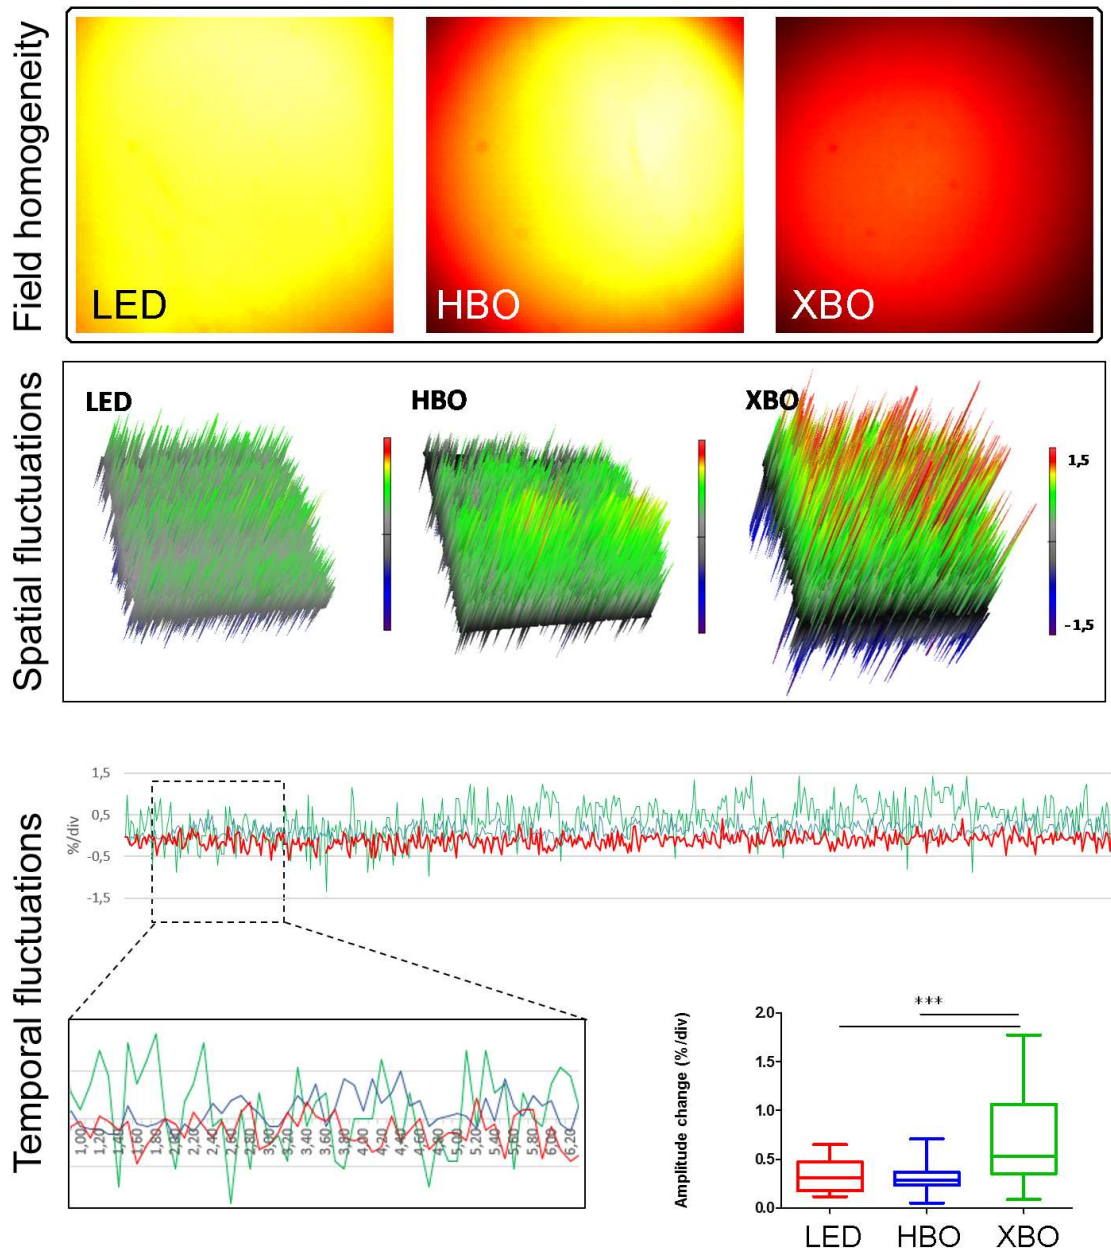 Field homogeneity
LED
HBO
XBO
Spatial fluctuations
LED
HBO
XBO
1,5
-1,5
Temporal fluctuations
%/div
1,5
0,5
-0,5
-1,5
1,00 1,20 1,40 1,60 1,80 2,00 2,20 2,40 2,60 2,80 3,00 3,20 3,40 3,60 3,80 4,00 4,20 4,40 4,60 4,80 5,00 5,20 5,40 5,60 5,80 6,00 6,20
***
Amplitude change (%/div)
2.0
1.5
1.0
0.5
0.0
LED
HBO
XBO